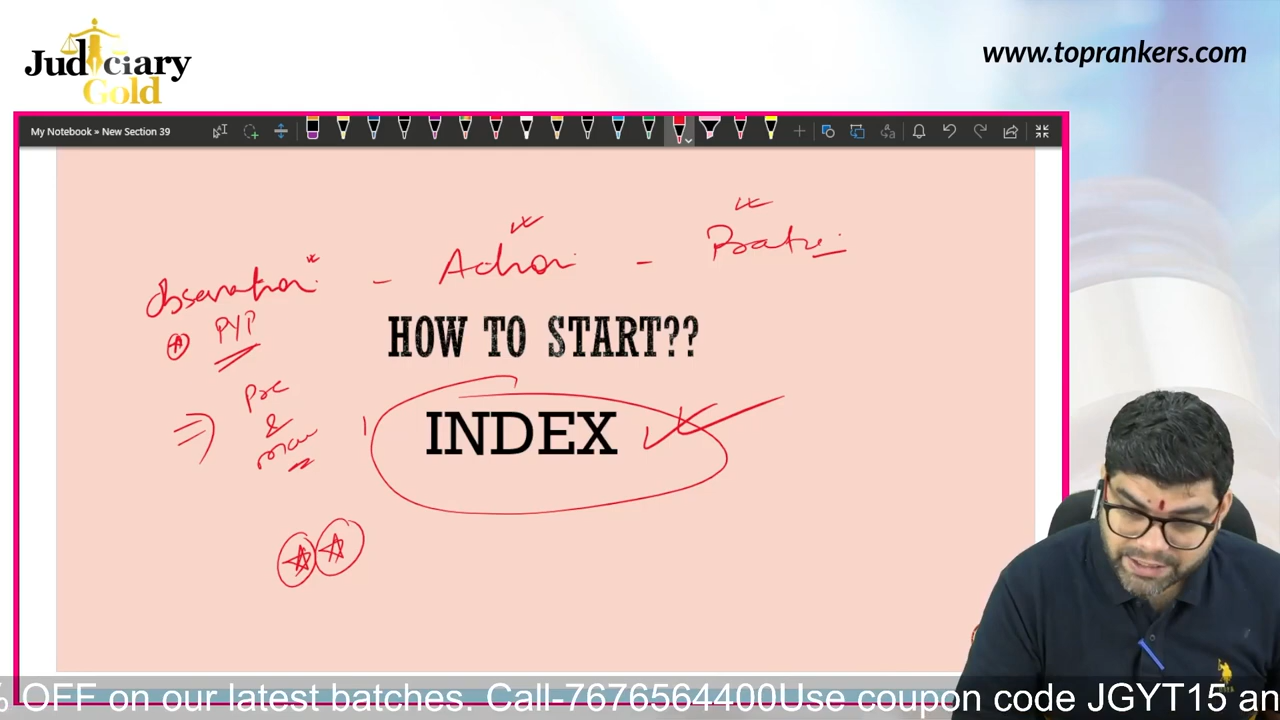 Judiciary
Gold
www.toprankers.com
My Notebook » New Section 39
Observation - Action -
PYP
HOW TO START??
Pre
&
INDEX
% OFF on our latest batches. Call-7676564400Use coupon code JGYT15 an